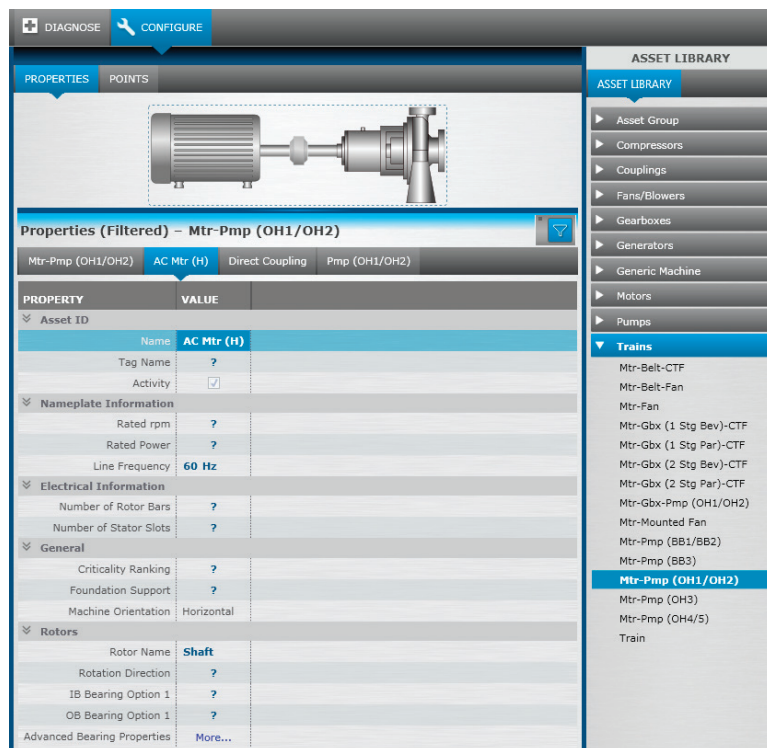 DIAGNOSE CONFIGURE
PROPERTIES POINTS
Properties (Filtered) – Mtr-Pmp (OH1/OH2)
Mtr-Pmp (OH1/OH2) AC Mtr (H) Direct Coupling Pmp (OH1/OH2)
PROPERTY VALUE
Asset ID
Name AC Mtr (H)
Tag Name ?
Activity
Nameplate Information
Rated rpm ?
Rated Power ?
Line Frequency 60 Hz
Electrical Information
Number of Rotor Bars ?
Number of Stator Slots ?
General
Criticality Ranking ?
Foundation Support ?
Machine Orientation Horizontal
Rotors
Rotor Name Shaft
Rotation Direction ?
IB Bearing Option 1 ?
OB Bearing Option 1 ?
Advanced Bearing Properties More...
ASSET LIBRARY
ASSET LIBRARY
Asset Group
Compressors
Couplings
Fans/Blowers
Gearboxes
Generators
Generic Machine
Motors
Pumps
Trains
Mtr-Belt-CTF
Mtr-Belt-Fan
Mtr-Fan
Mtr-Gbx (1 Stg Bev)-CTF
Mtr-Gbx (1 Stg Par)-CTF
Mtr-Gbx (2 Stg Bev)-CTF
Mtr-Gbx (2 Stg Par)-CTF
Mtr-Gbx-Pmp (OH1/OH2)
Mtr-Mounted Fan
Mtr-Pmp (BB1/BB2)
Mtr-Pmp (BB3)
Mtr-Pmp (OH1/OH2)
Mtr-Pmp (OH3)
Mtr-Pmp (OH4/5)
Train